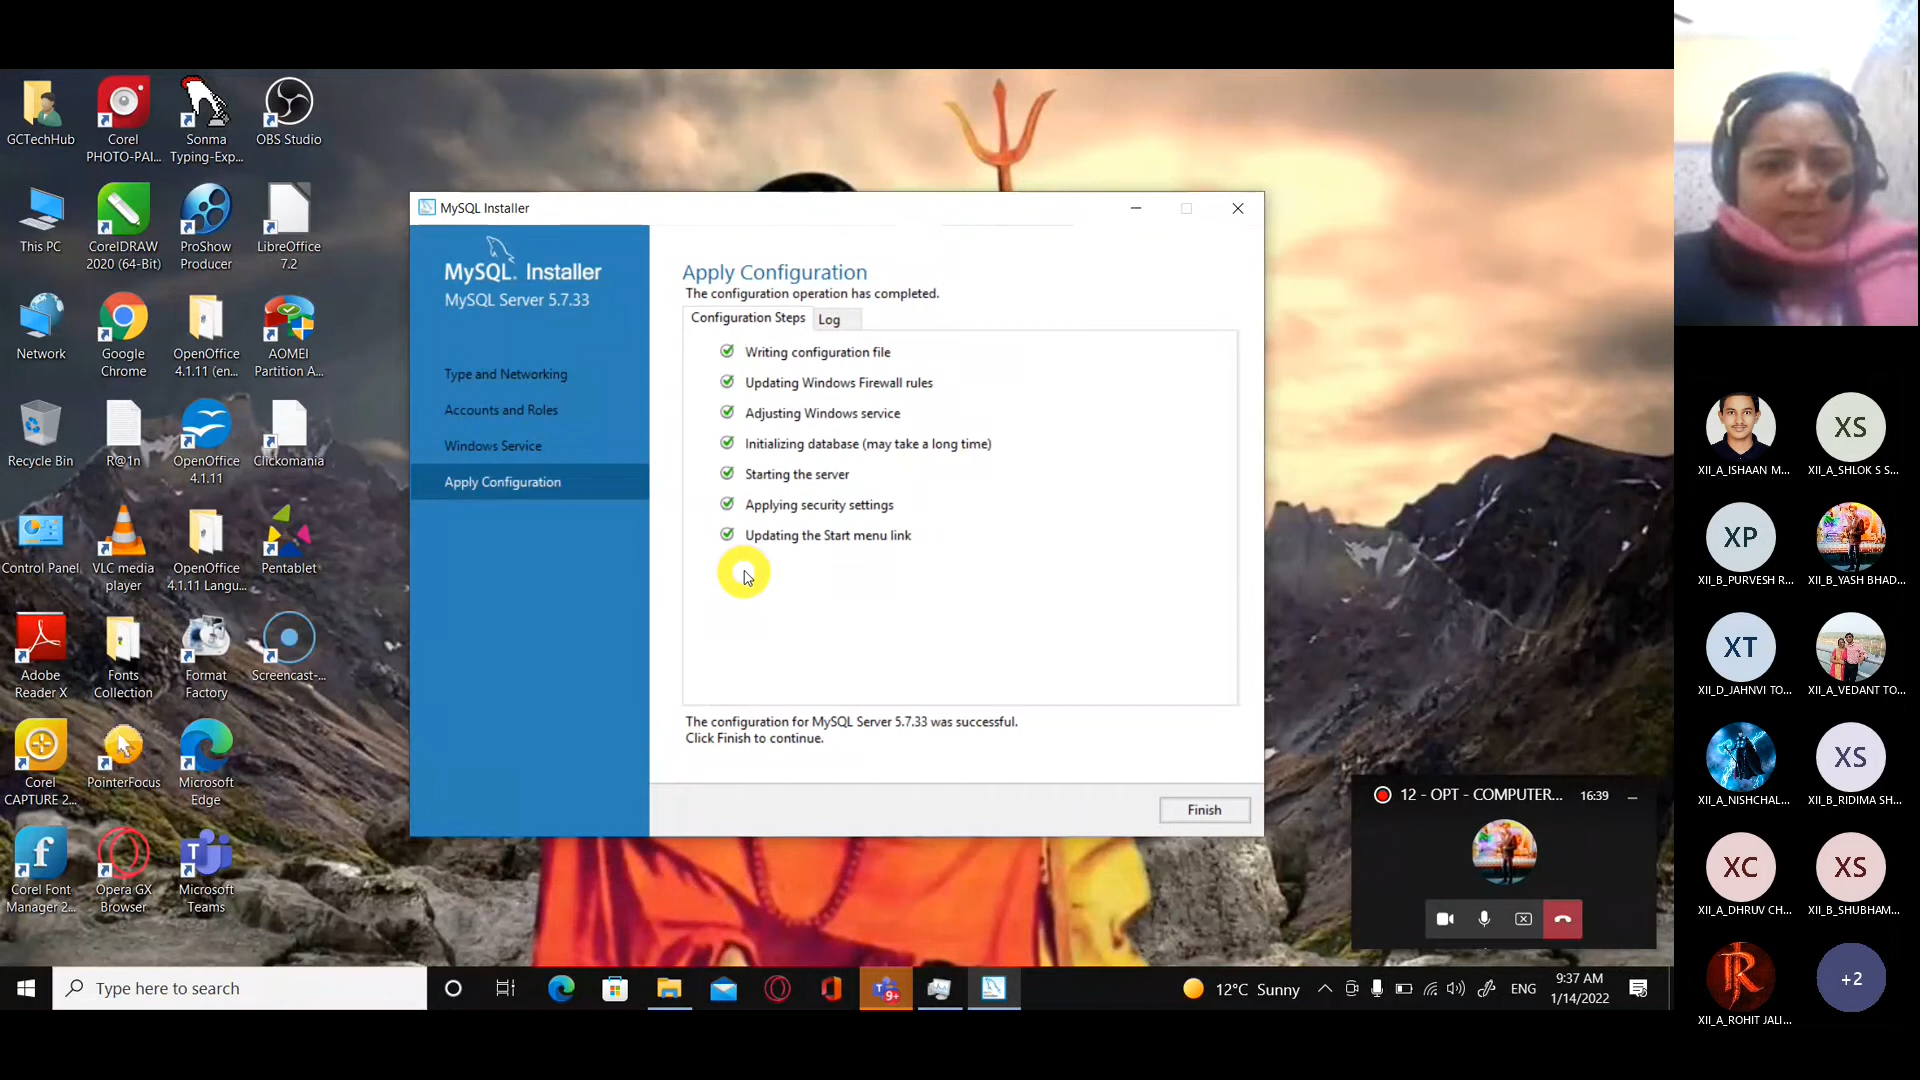 GCTechHub
Corel
PHOTO-PAI...
Sonma
Typing-Exp...
OBS Studio
This PC
CorelDRAW
2020 (64-Bit)
ProShow
Producer
LibreOffice
7.2
Network
Google
Chrome
OpenOffice
4.1.11 (en...
AOMEI
Partition A...
Recycle Bin
R@1n
OpenOffice
4.1.11
Clickomania
Control Panel
VLC media
player
OpenOffice
4.1.11 Langu...
Pentablet
Adobe
Reader X
Fonts
Collection
Format
Factory
Screencast-...
Corel
CAPTURE 2...
PointerFocus
Microsoft
Edge
Corel Font
Manager 2...
Opera GX
Browser
Microsoft
Teams
MySQL Installer
MySQL. Installer
MySQL Server 5.7.33
Type and Networking
Accounts and Roles
Windows Service
Apply Configuration
Apply Configuration
The configuration operation has completed.
Configuration Steps
Log
Writing configuration file
Updating Windows Firewall rules
Adjusting Windows service
Initializing database (may take a long time)
Starting the server
Applying security settings
Updating the Start menu link
The configuration for MySQL Server 5.7.33 was successful.
Click Finish to continue.
Finish
12 - OPT - COMPUTER...
16:39
Type here to search
9+
12°C Sunny
ENG
9:37 AM
1/14/2022
XII_A_ISHAAN M...
XS
XII_A_SHLOK S S...
XP
XII_B_PURVESH R...
XII_B_YASH BHAD...
XT
XII_D_JAHNVI TO...
XII_A_VEDANT TO...
XII_A_NISHCHAL...
XS
XII_B_RIDIMA SH...
XC
XII_A_DHRUV CH...
XS
XII_B_SHUBHAM...
XII_A_ROHIT JALI...
+2